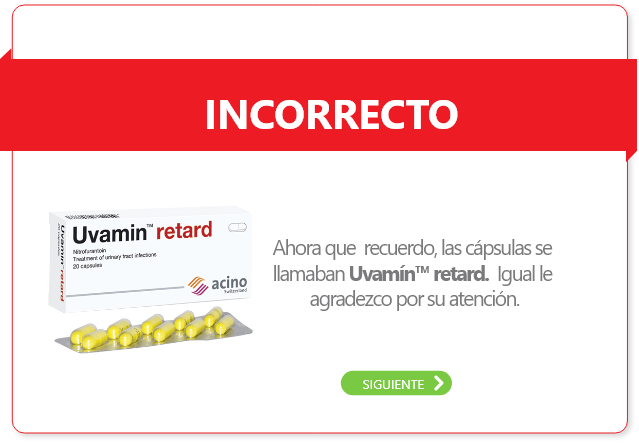 INCORRECTO
Uvamin™ retard
Nitrofurantoin
Treatment of urinary tract infections
20 capsules
Uvamin™ retard
acino
Switzerland
Ahora que recuerdo, las cápsulas se
llamaban Uvamín™ retard. Igual le
agradezco por su atención.
SIGUIENTE